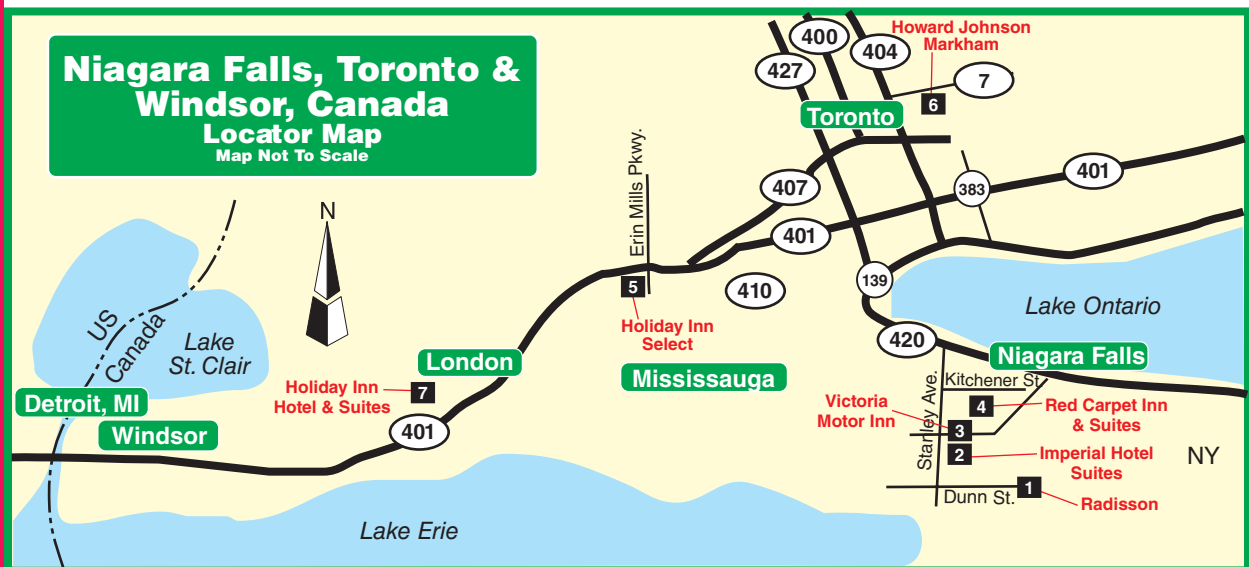 Niagara Falls, Toronto &
Windsor, Canada
Locator Map
Map Not To Scale
400
427
404
Howard Johnson
Markham
7
6
Toronto
Erin Mills Pkwy.
407
401
383
401
N
410
139
5
Holiday Inn
Select
Mississauga
Lake Ontario
420
Niagara Falls
US
Canada
Lake
St. Clair
London
Detroit, MI
Windsor
Holiday Inn
Hotel & Suites
7
401
Stanley Ave.
Kitchener St.
Victoria
Motor Inn
4
Red Carpet Inn
& Suites
3
2
Imperial Hotel
Suites
NY
Dunn St.
1
Radisson
Lake Erie